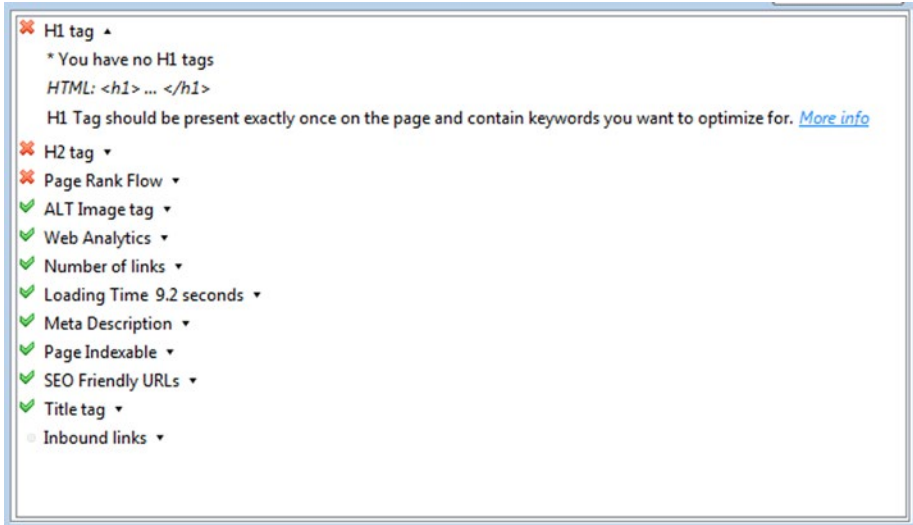 H1 tag
* You have no H1 tags
HTML: <h1> ... </h1>
H1 Tag should be present exactly once on the page and contain keywords you want to optimize for. More info
H2 tag
Page Rank Flow
ALT Image tag
Web Analytics
Number of links
Loading Time 9.2 seconds
Meta Description
Page Indexable
SEO Friendly URLs
Title tag
Inbound links